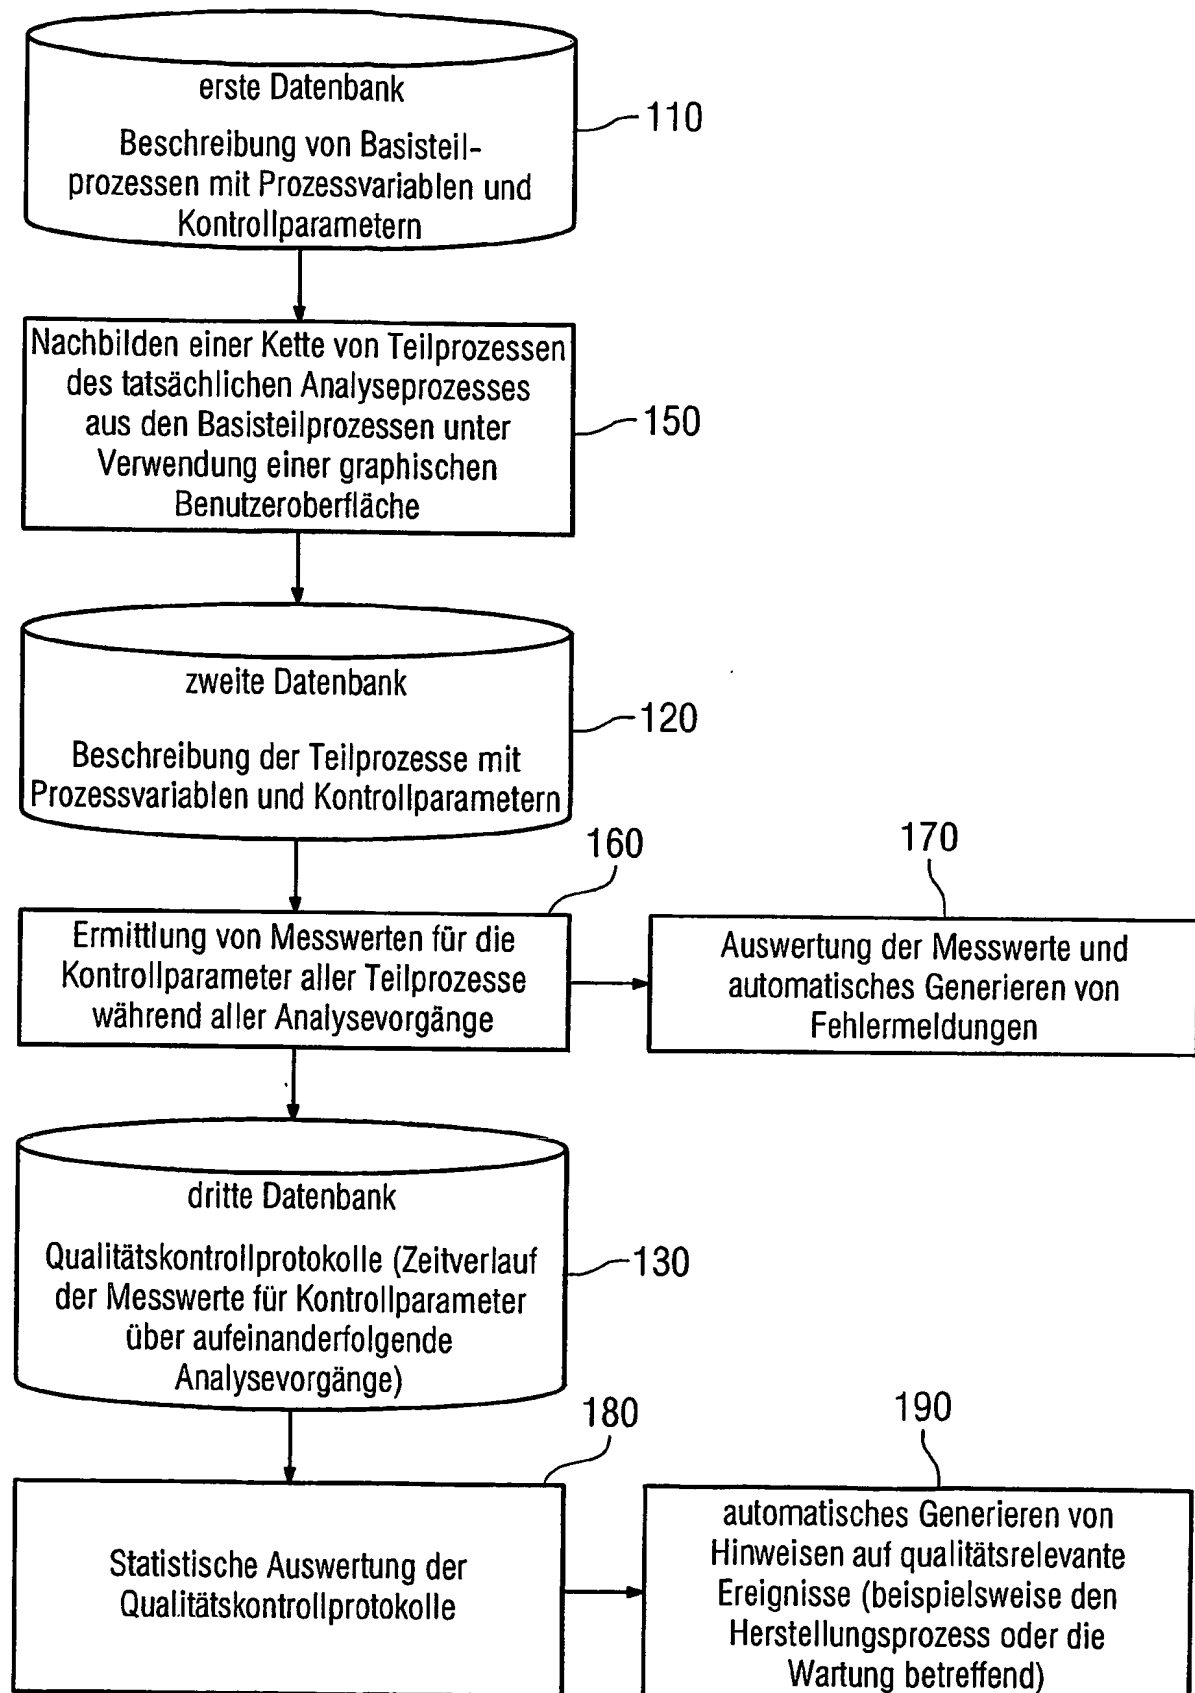 erste Datenbank
Beschreibung von Basisteil-
prozessen mit Prozessvariablen und
Kontrollparametern
110
Nachbilden einer Kette von Teilprozessen
des tatsächlichen Analyseprozesses
aus den Basisteilprozessen unter
Verwendung einer graphischen
Benutzeroberfläche
150
zweite Datenbank
Beschreibung der Teilprozesse mit
Prozessvariablen und Kontrollparametern
120
160
Ermittlung von Messwerten für die
Kontrollparameter aller Teilprozesse
während aller Analysevorgänge
170
Auswertung der Messwerte und
automatisches Generieren von
Fehlermeldungen
dritte Datenbank
Qualitätskontrollprotokolle (Zeitverlauf
der Messwerte für Kontrollparameter
über aufeinanderfolgende
Analysevorgänge)
130
180
Statistische Auswertung der
Qualitätskontrollprotokolle
190
automatisches Generieren von
Hinweisen auf qualitätsrelevante
Ereignisse (beispielsweise den
Herstellungsprozess oder die
Wartung betreffend)